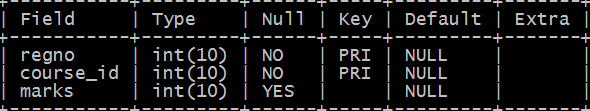 +-----------+---------+------+-----+---------+-------+
| Field     | Type    | Null | Key | Default | Extra |
+-----------+---------+------+-----+---------+-------+
| regno     | int(10) | NO   | PRI | NULL    |       |
| course_id | int(10) | NO   | PRI | NULL    |       |
| marks     | int(10) | YES  |     | NULL    |       |
+-----------+---------+------+-----+---------+-------+